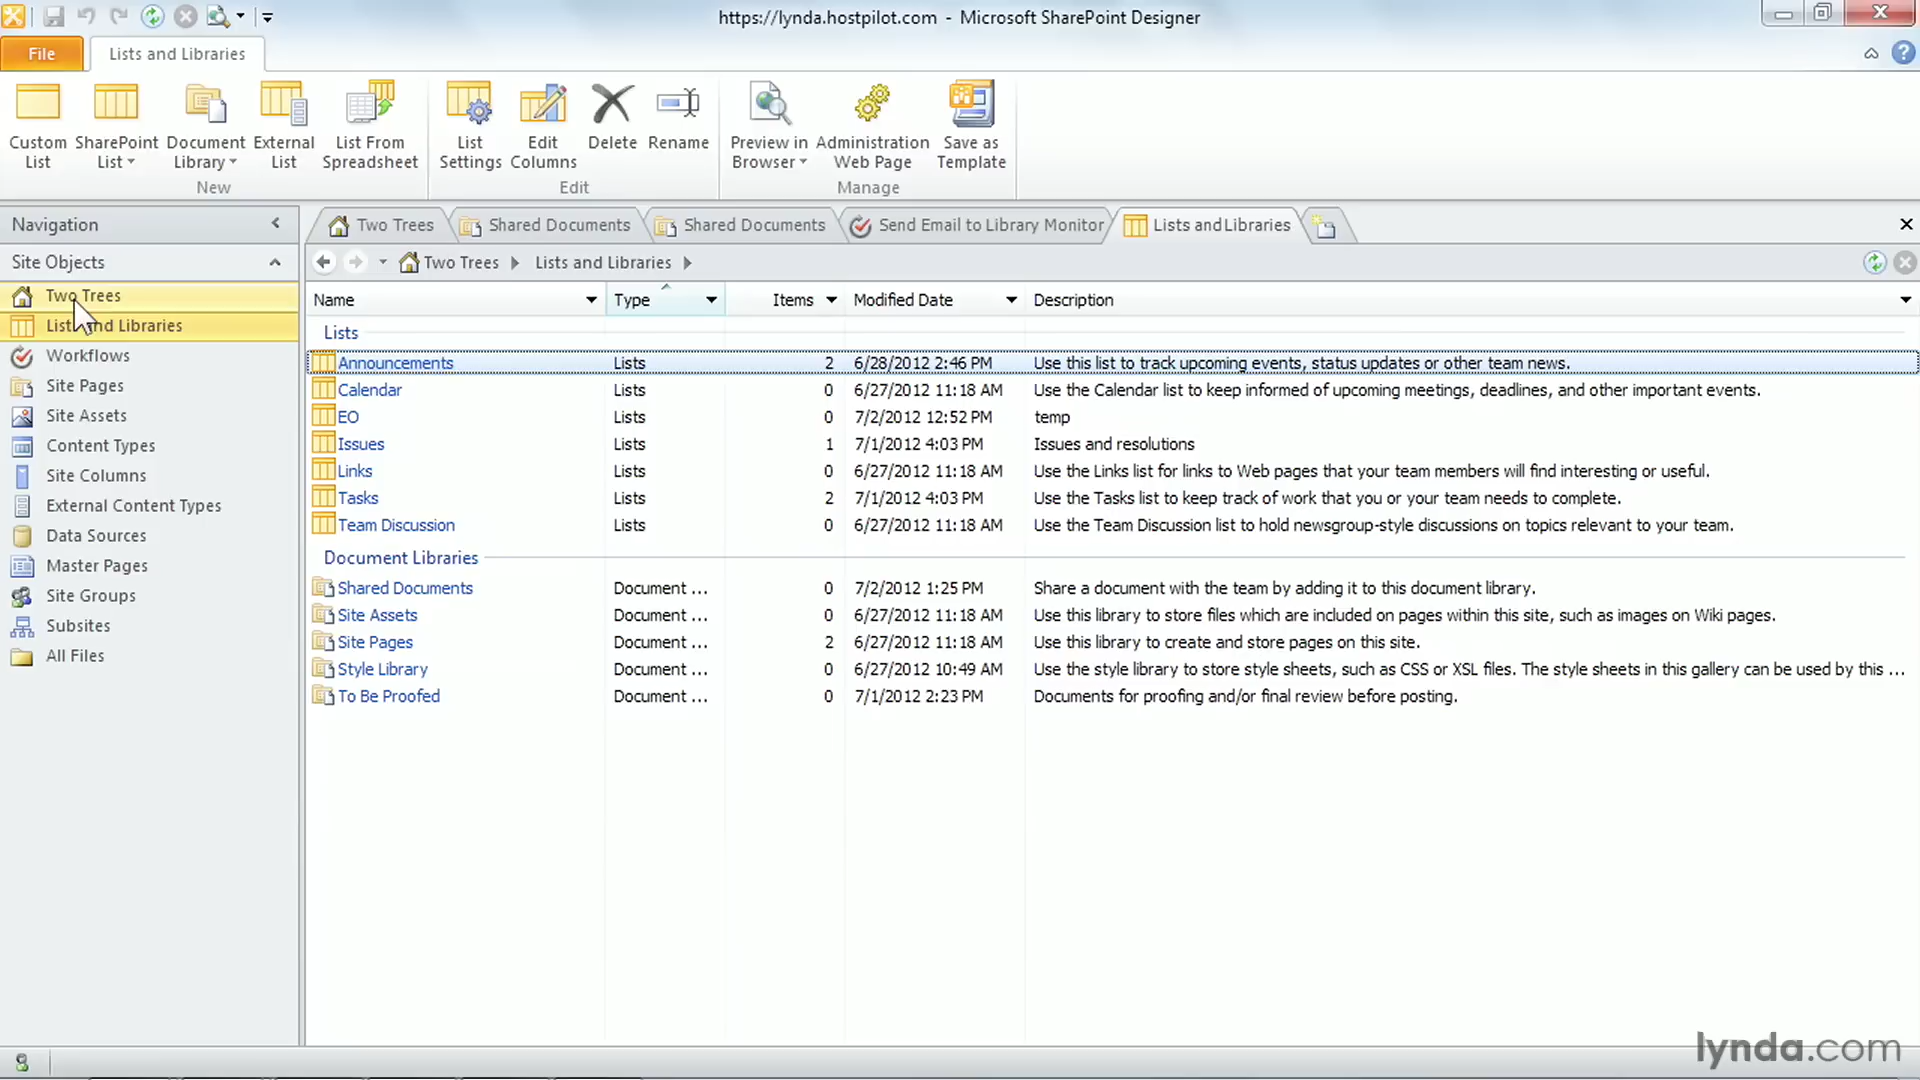 https://lynda.hostpilot.com - Microsoft SharePoint Designer
File Lists and Libraries
Custom List SharePoint List Document Library External List List From Spreadsheet List Settings Edit Columns Delete Rename Preview in Browser Administration Web Page Save as Template
New Edit Manage
Navigation
Two Trees Shared Documents Shared Documents Send Email to Library Monitor Lists and Libraries
Site Objects
Two Trees Lists and Libraries
Two Trees
Lists and Libraries
Workflows
Site Pages
Site Assets
Content Types
Site Columns
External Content Types
Data Sources
Master Pages
Site Groups
Subsites
All Files
Name Type Items Modified Date Description
Lists
Announcements Lists 2 6/28/2012 2:46 PM Use this list to track upcoming events, status updates or other team news.
Calendar Lists 0 6/27/2012 11:18 AM Use the Calendar list to keep informed of upcoming meetings, deadlines, and other important events.
EO Lists 0 7/2/2012 12:52 PM temp
Issues Lists 1 7/1/2012 4:03 PM Issues and resolutions
Links Lists 0 6/27/2012 11:18 AM Use the Links list for links to Web pages that your team members will find interesting or useful.
Tasks Lists 2 7/1/2012 4:03 PM Use the Tasks list to keep track of work that you or your team needs to complete.
Team Discussion Lists 0 6/27/2012 11:18 AM Use the Team Discussion list to hold newsgroup-style discussions on topics relevant to your team.
Document Libraries
Shared Documents Document ... 0 7/2/2012 1:25 PM Share a document with the team by adding it to this document library.
Site Assets Document ... 0 6/27/2012 11:18 AM Use this library to store files which are included on pages within this site, such as images on Wiki pages.
Site Pages Document ... 2 6/27/2012 11:18 AM Use this library to create and store pages on this site.
Style Library Document ... 0 6/27/2012 10:49 AM Use the style library to store style sheets, such as CSS or XSL files. The style sheets in this gallery can be used by this ...
To Be Proofed Document ... 0 7/1/2012 2:23 PM Documents for proofing and/or final review before posting.
lynda.com